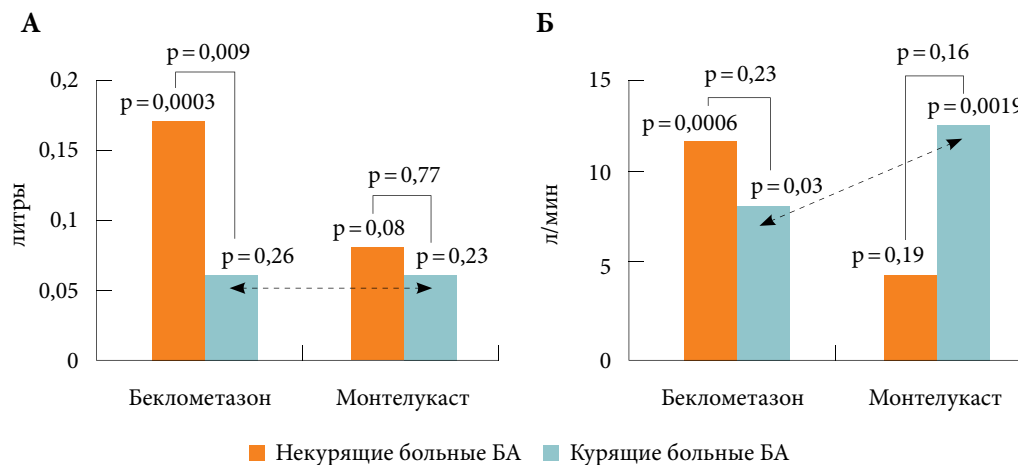 А
p = 0,009
0,2
p = 0,0003
0,15
p = 0,77
литры
0,1
p = 0,08
p = 0,26
p = 0,23
0,05
0
Беклометазон
Монтелукаст
Б
p = 0,16
15
p = 0,23
p = 0,0006
p = 0,0019
10
p = 0,03
л/мин
5
p = 0,19
0
Беклометазон
Монтелукаст
Некурящие больные БА
Курящие больные БА